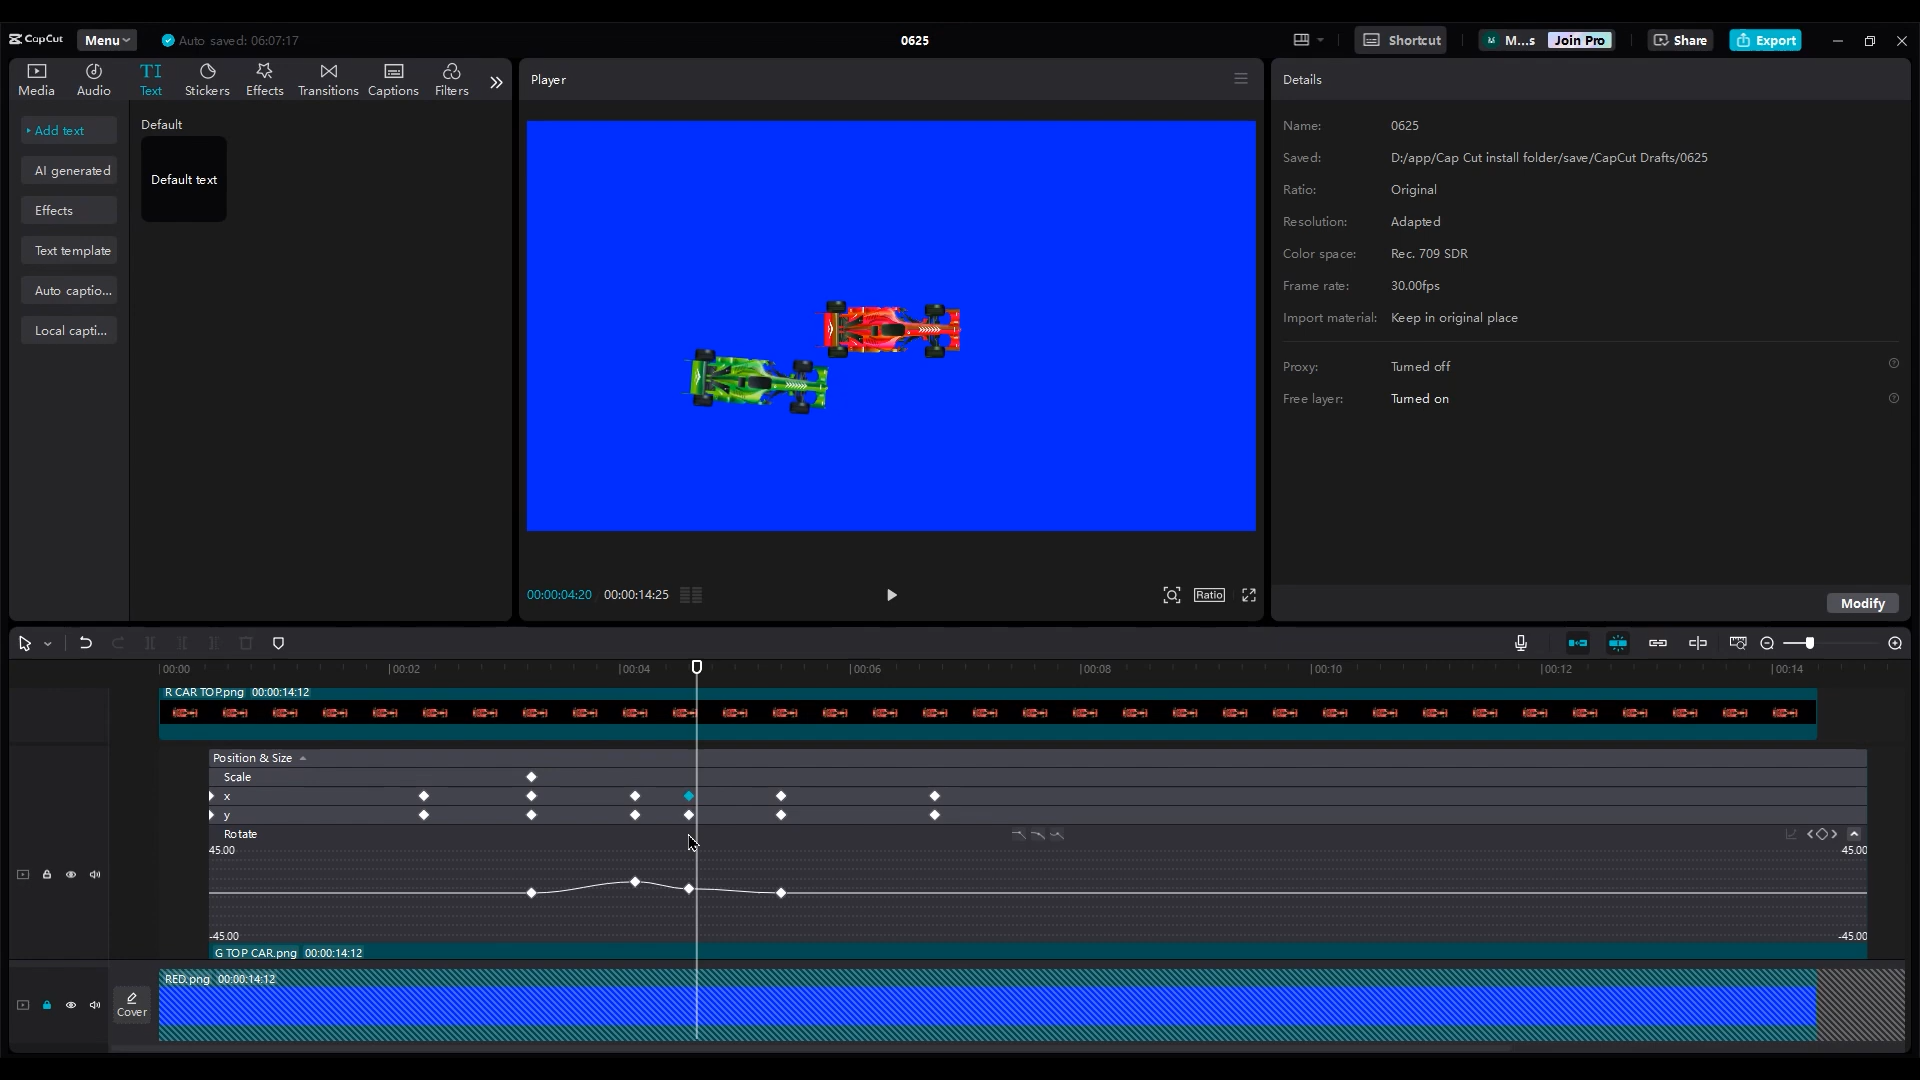 CapCut
Menu
Auto saved: 06:07:17
0625
Shortcut
M...s
Join Pro
Share
Export
Media
Audio
TI
Text
Stickers
Effects
Transitions
Captions
Filters
Player
Details
Add text
AI generated
Effects
Text template
Auto captio...
Local capti...
Default
Default text
Name: 0625
Saved: D:/app/Cap Cut install folder/save/CapCut Drafts/0625
Ratio: Original
Resolution: Adapted
Color space: Rec. 709 SDR
Frame rate: 30.00fps
Import material: Keep in original place
Proxy: Turned off
Free layer: Turned on
Modify
00:00:04:20 00:00:14:25
Ratio
00:00 00:02 00:04 00:06 00:08 00:10 00:12 00:14
R CAR TOP.png 00:00:14:12
Position & Size
Scale
x
y
Rotate
45.00 45.00
-45.00 -45.00
G TOP CAR.png 00:00:14:12
RED.png 00:00:14:12
Cover